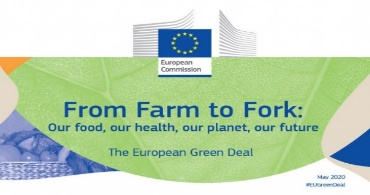 European
Commission
From Farm to Fork:
Our food, our health, our planet, our future
The European Green Deal
May 2020
#EUGreenDeal